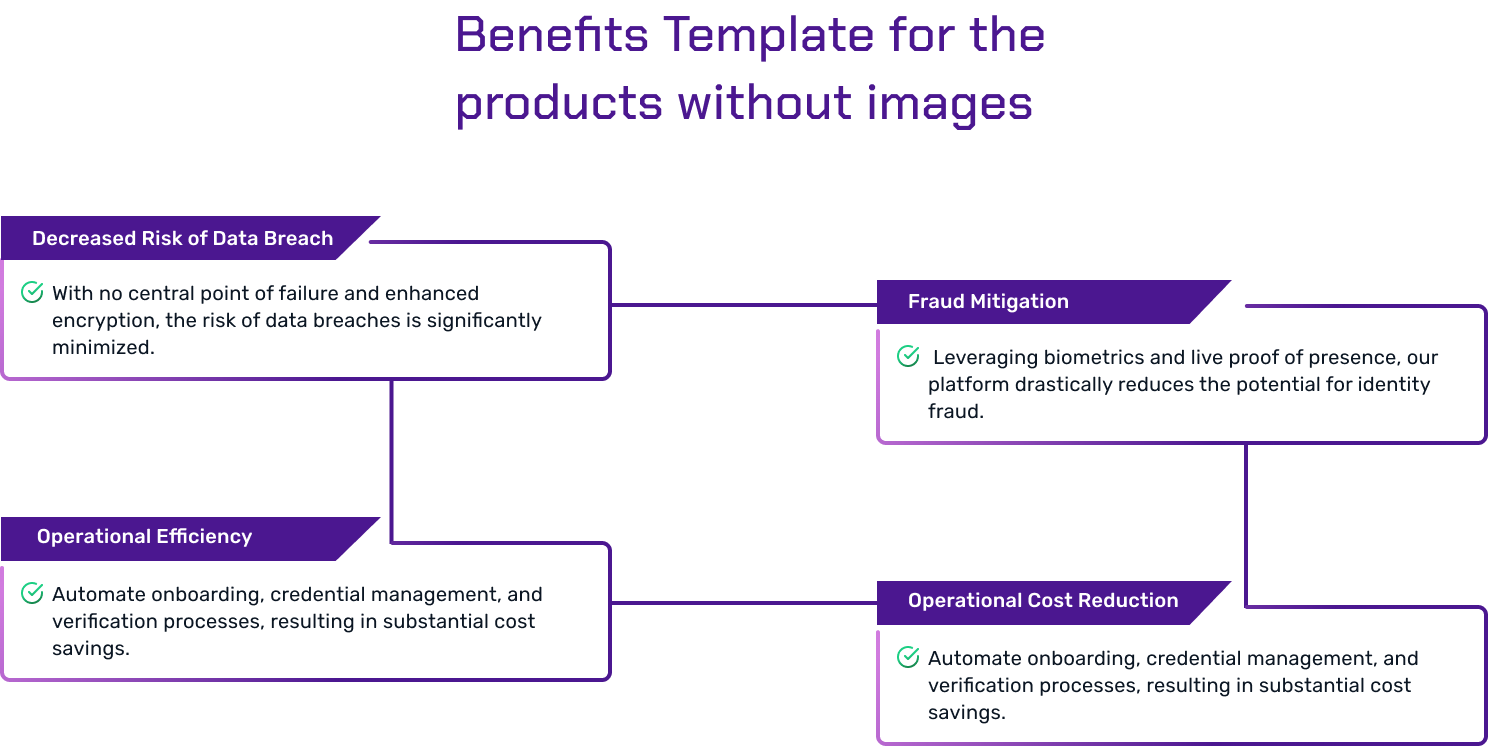 Benefits Template for the
products without images
Decreased Risk of Data Breach
With no central point of failure and enhanced
encryption, the risk of data breaches is significantly
minimized.
Fraud Mitigation
Leveraging biometrics and live proof of presence, our
platform drastically reduces the potential for identity
fraud.
Operational Efficiency
Automate onboarding, credential management, and
verification processes, resulting in substantial cost
savings.
Operational Cost Reduction
Automate onboarding, credential management, and
verification processes, resulting in substantial cost
savings.